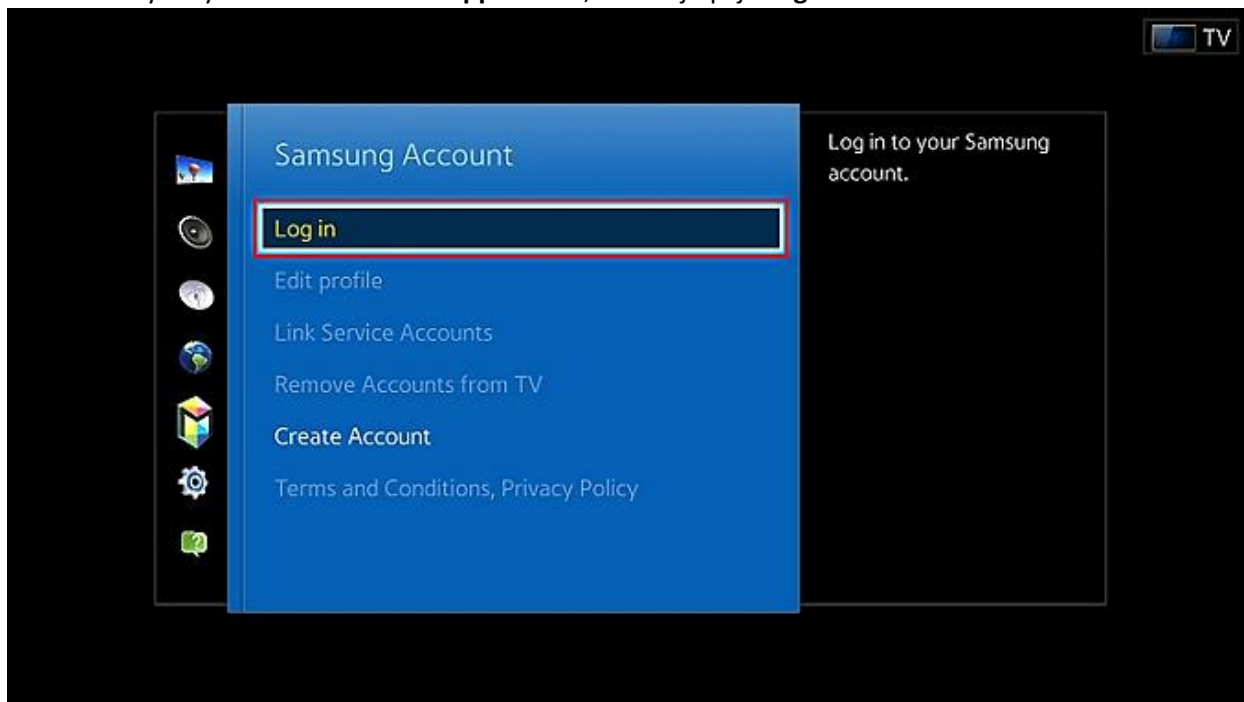 TV
Samsung Account
Log in
Edit profile
Link Service Accounts
Remove Accounts from TV
Create Account
Terms and Conditions, Privacy Policy
Log in to your Samsung
account.